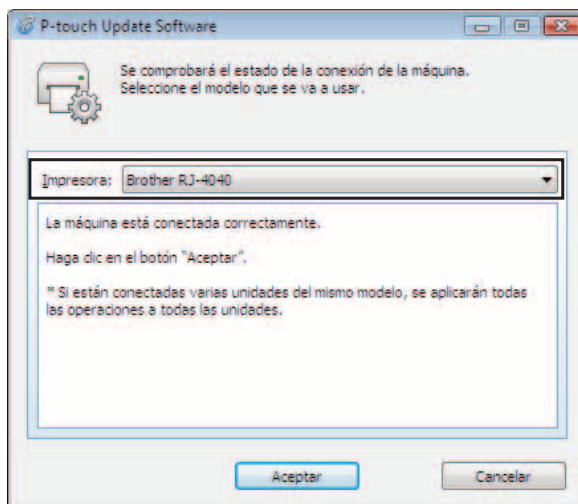 P-touch Update Software
Se comprobará el estado de la conexión de la máquina.
Seleccione el modelo que se va a usar.
Impresora: Brother RJ-4040
La máquina está conectada correctamente.
Haga clic en el botón "Aceptar".
* Si están conectadas varias unidades del mismo modelo, se aplicarán todas
las operaciones a todas las unidades.
Aceptar Cancelar